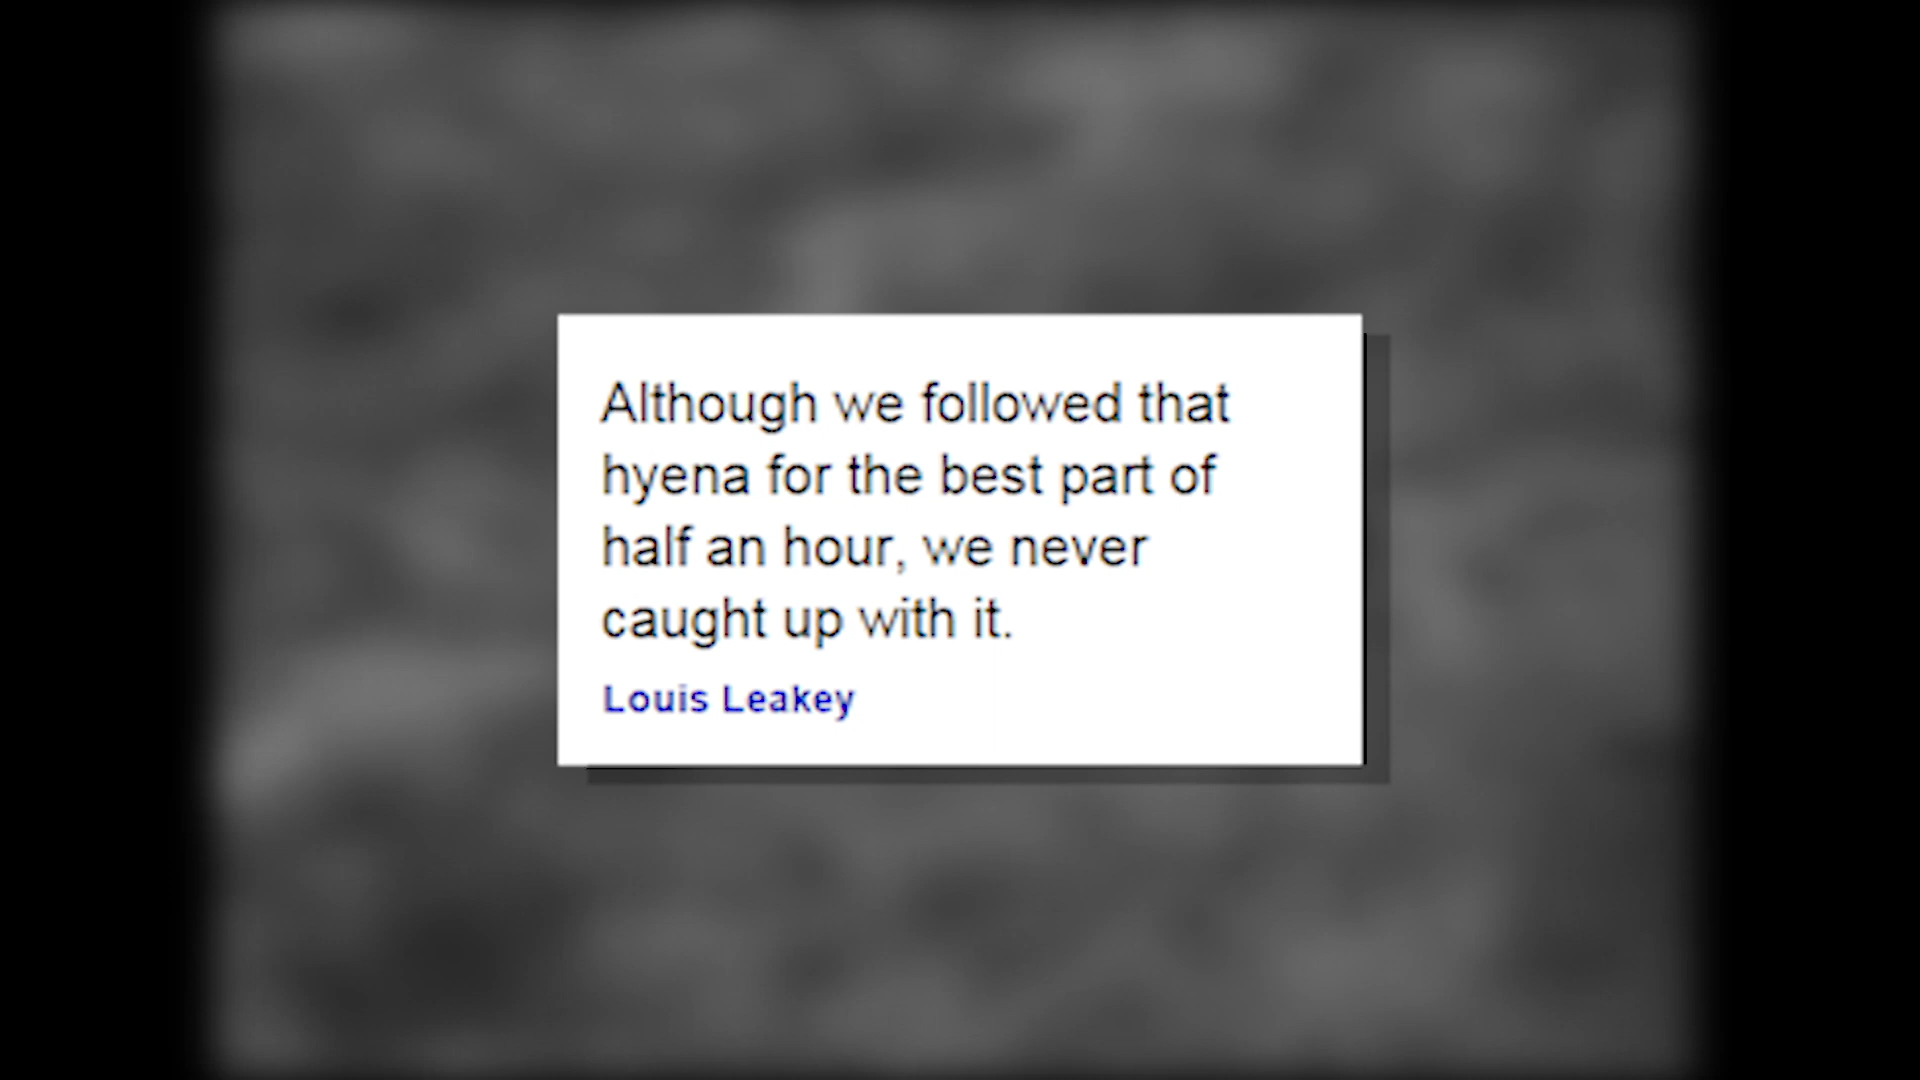 Although we followed that
hyena for the best part of
half an hour, we never
caught up with it.
Louis Leakey